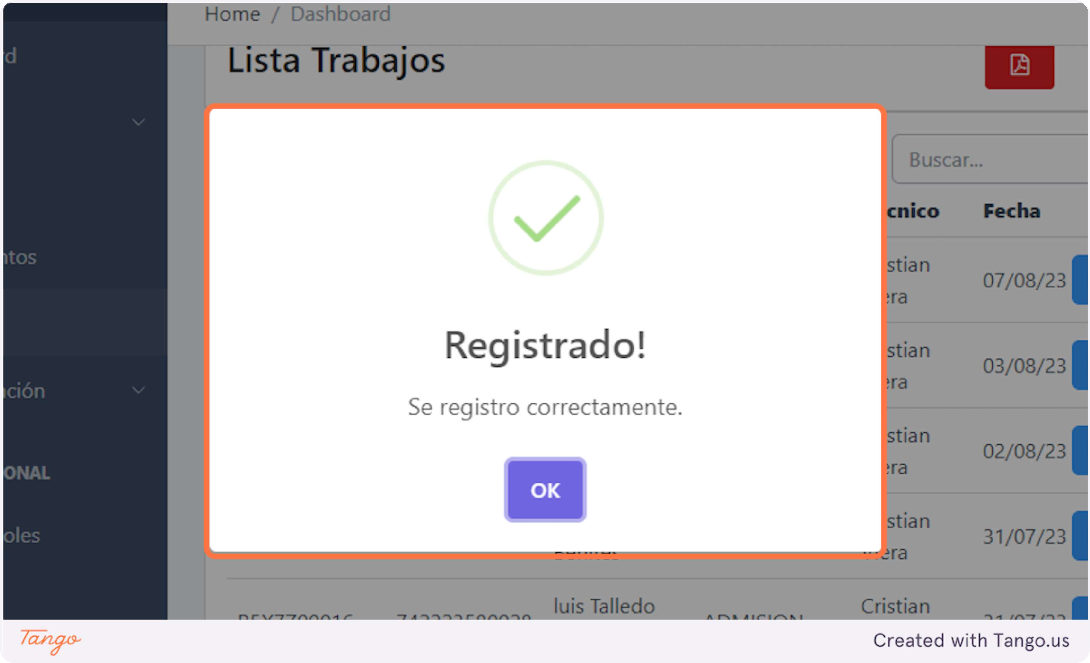 Home / Dashboard
Lista Trabajos
Buscar...
Fecha
07/08/23
03/08/23
02/08/23
31/07/23
Registrado!
Se registro correctamente.
OK
luis Talledo
Cristian
Tango
Created with Tango.us